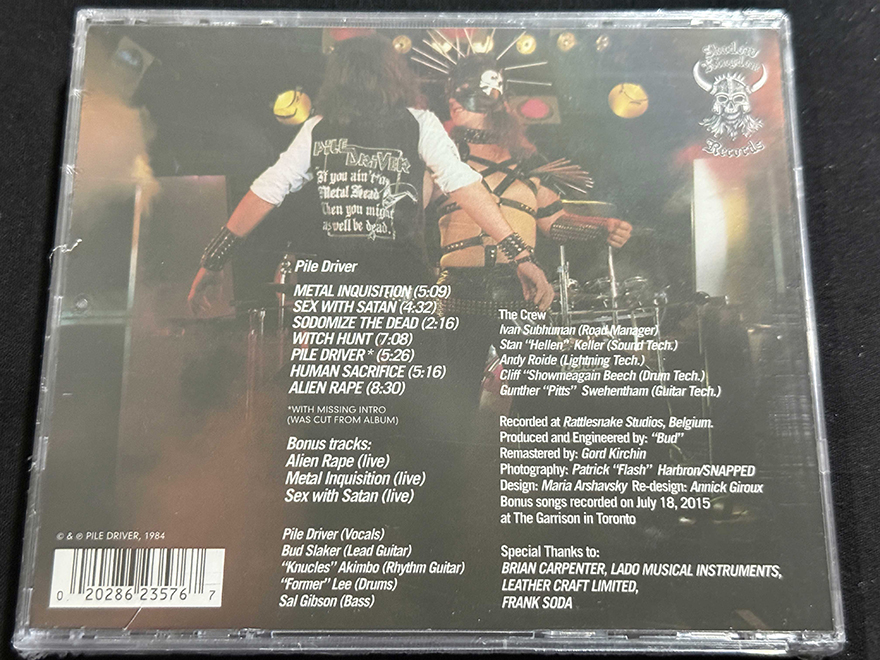 Shadow
Kingdom
Records
PILE
DRIVER
If you ain't a
Metal Head
Then you might
as well be dead.
Pile Driver
METAL INQUISITION (5:09)
SEX WITH SATAN (4:32)
SODOMIZE THE DEAD (2:16)
WITCH HUNT (7:08)
PILE DRIVER * (5:26)
HUMAN SACRIFICE (5:16)
ALIEN RAPE (8:30)
*WITH MISSING INTRO
(WAS CUT FROM ALBUM)
Bonus tracks:
Alien Rape (live)
Metal Inquisition (live)
Sex with Satan (live)
Pile Driver (Vocals)
Bud Slaker (Lead Guitar)
"Knucles" Akimbo (Rhythm Guitar)
"Former" Lee (Drums)
Sal Gibson (Bass)
© & ℗ PILE DRIVER, 1984
0 20286 23576 7
The Crew
Ivan Subhuman (Road Manager)
Stan "Hellen" Keller (Sound Tech.)
Andy Roide (Lightning Tech.)
Cliff "Showmeagain Beech (Drum Tech.)
Gunther "Pitts" Swehentham (Guitar Tech.)
Recorded at Rattlesnake Studios, Belgium.
Produced and Engineered by: "Bud"
Remastered by: Gord Kirchin
Photography: Patrick "Flash" Harbron/SNAPPED
Design: Maria Arshavsky Re-design: Annick Giroux
Bonus songs recorded on July 18, 2015
at The Garrison in Toronto
Special Thanks to:
BRIAN CARPENTER, LADO MUSICAL INSTRUMENTS,
LEATHER CRAFT LIMITED,
FRANK SODA